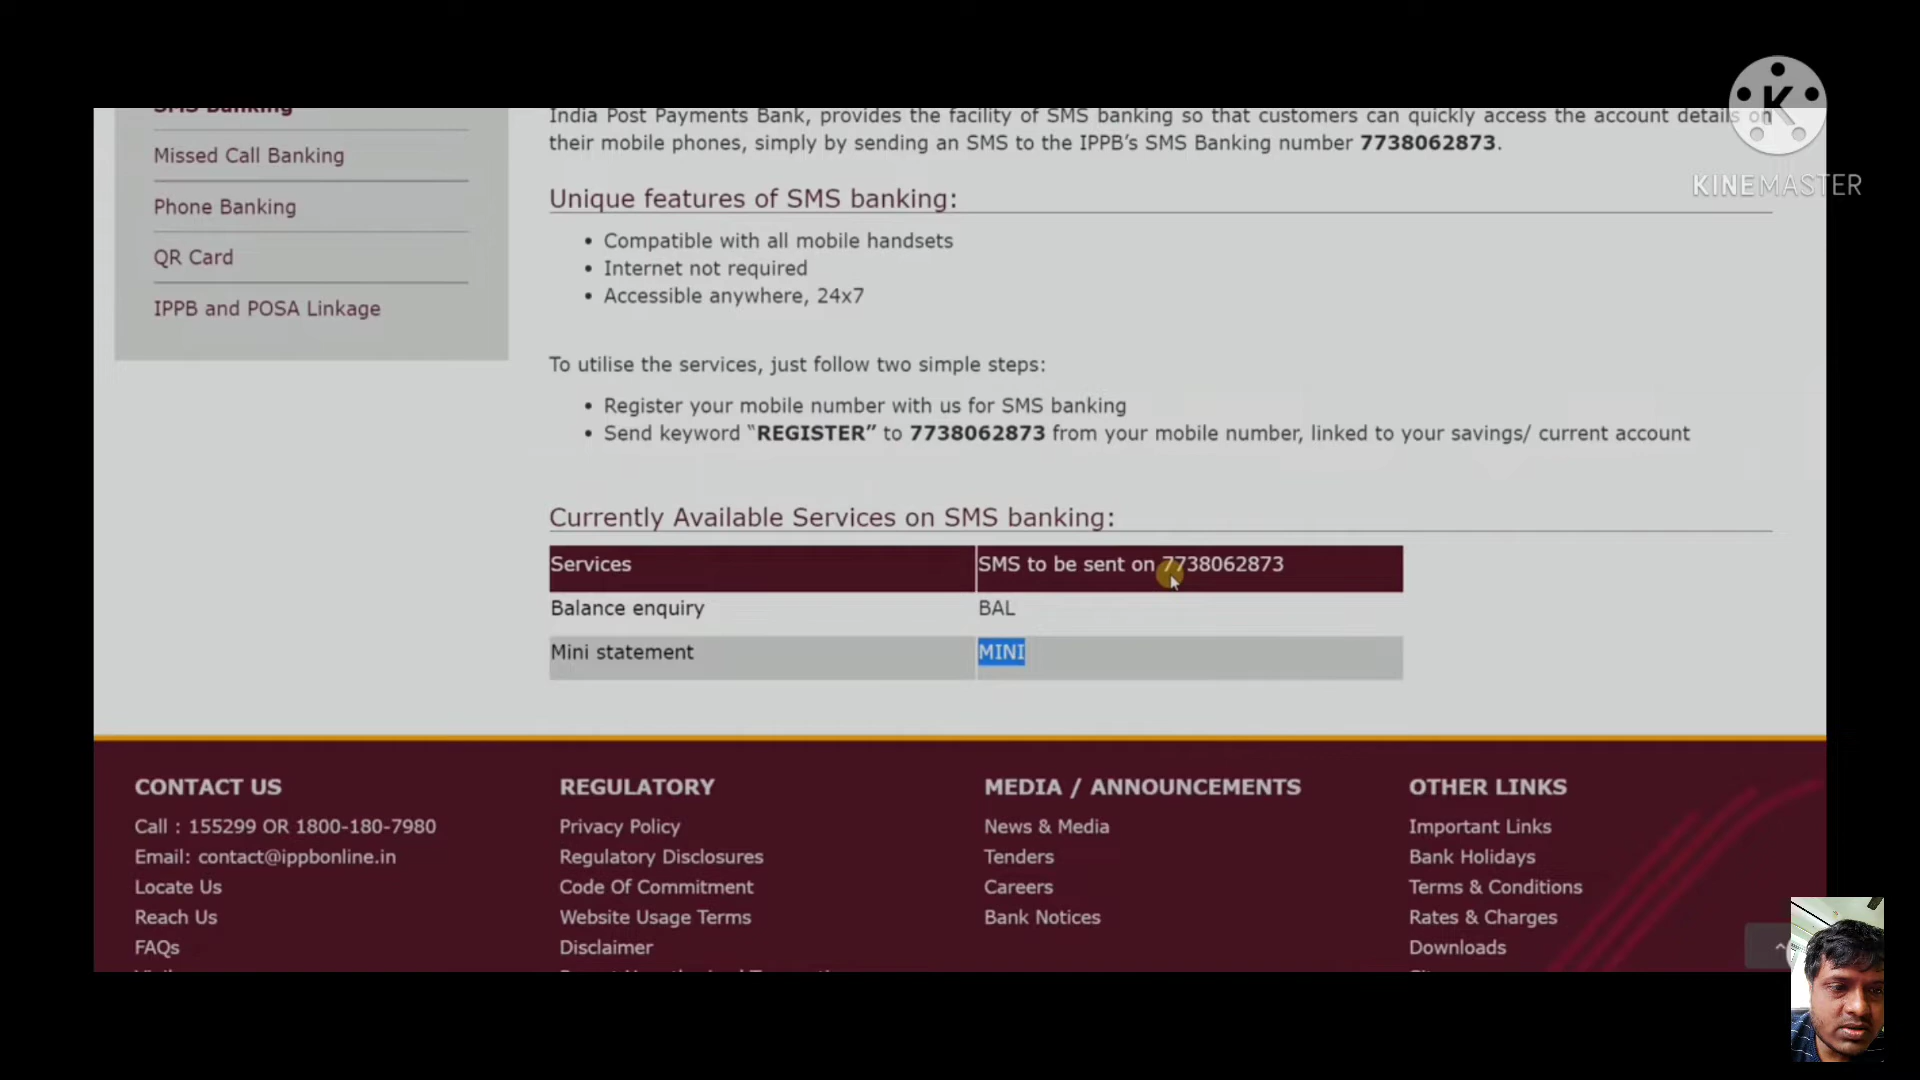 SMS Banking
Missed Call Banking
Phone Banking
QR Card
IPPB and POSA Linkage
India Post Payments Bank, provides the facility of SMS banking so that customers can quickly access the account details on
their mobile phones, simply by sending an SMS to the IPPB's SMS Banking number 7738062873.
Unique features of SMS banking:
• Compatible with all mobile handsets
• Internet not required
• Accessible anywhere, 24x7
To utilise the services, just follow two simple steps:
• Register your mobile number with us for SMS banking
• Send keyword “REGISTER” to 7738062873 from your mobile number, linked to your savings/ current account
Currently Available Services on SMS banking:
Services SMS to be sent on 7738062873
Balance enquiry BAL
Mini statement MINI
K
KINEMASTER
CONTACT US
Call : 155299 OR 1800-180-7980
Email: contact@ippbonline.in
Locate Us
Reach Us
FAQs
REGULATORY
Privacy Policy
Regulatory Disclosures
Code Of Commitment
Website Usage Terms
Disclaimer
MEDIA / ANNOUNCEMENTS
News & Media
Tenders
Careers
Bank Notices
OTHER LINKS
Important Links
Bank Holidays
Terms & Conditions
Rates & Charges
Downloads